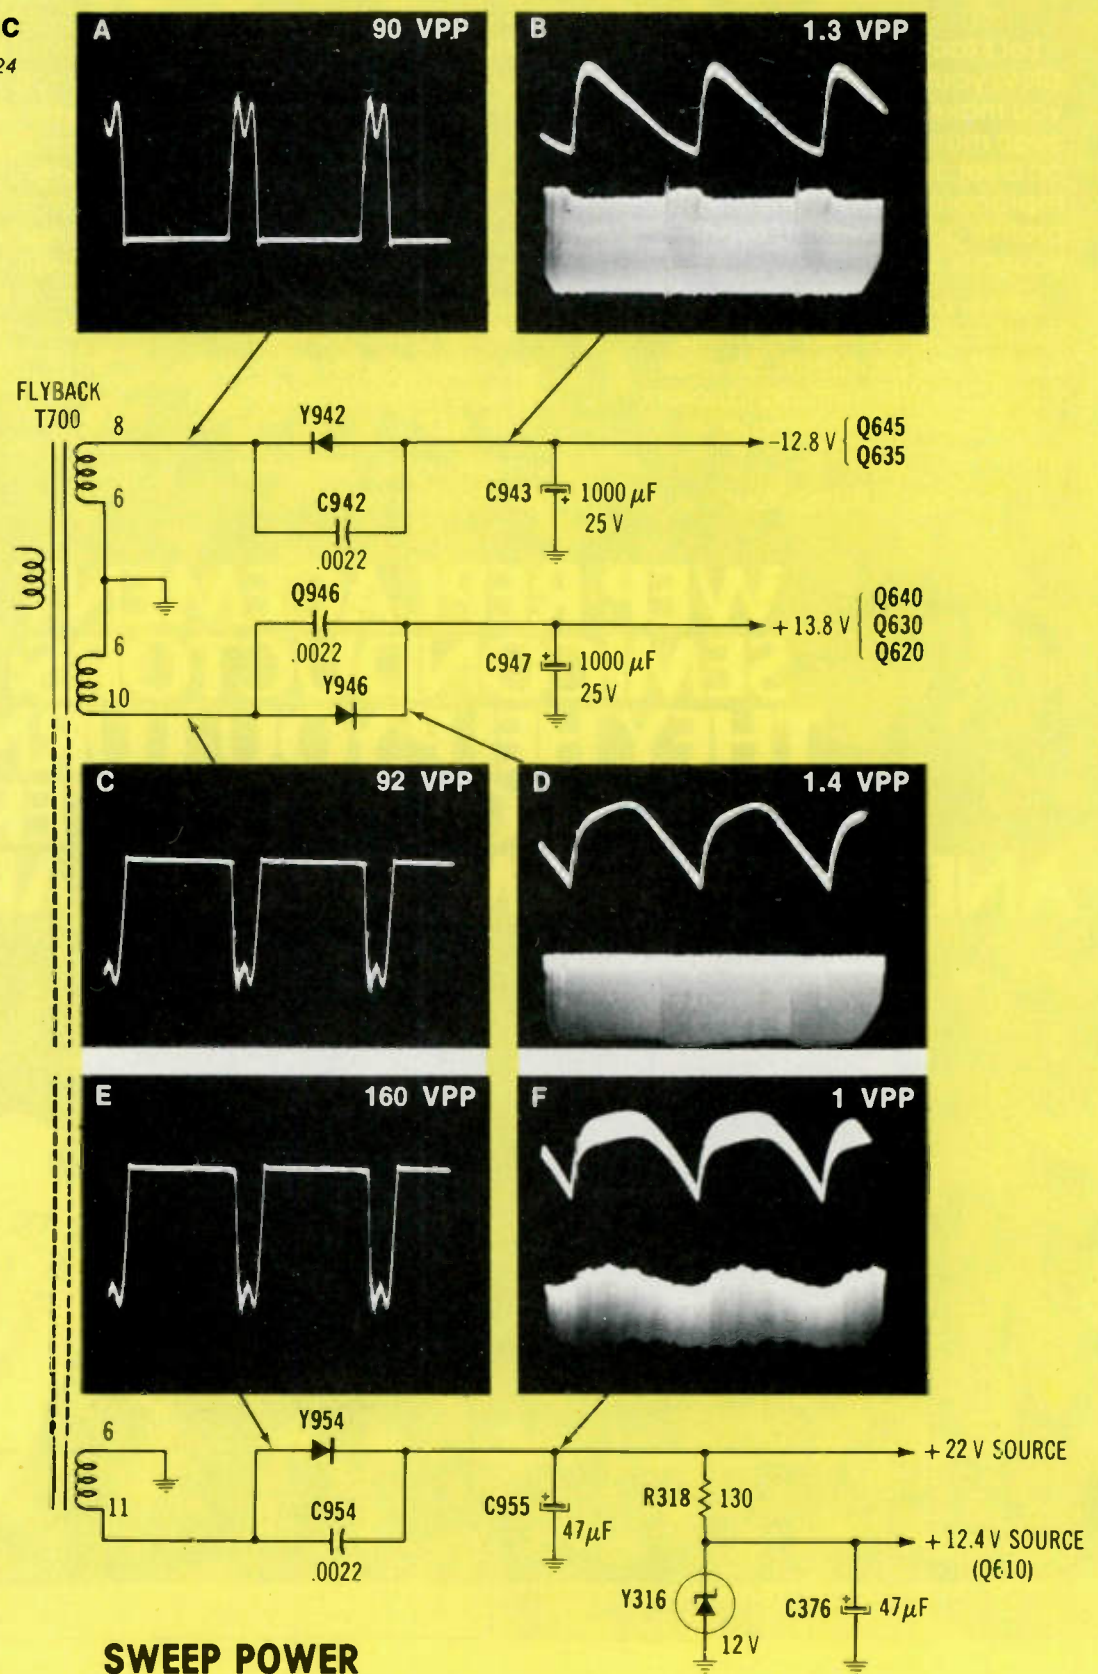 C
24
A 90 VPP
B 1.3 VPP
FLYBACK
T700
8
6
6
10
Y942
C942
.0022
C943
+
1000 µF
25 V
-12.8 V
Q645
Q635
Q946
.0022
Y946
C947
+
1000 µF
25 V
+ 13.8 V
Q640
Q630
Q620
C 92 VPP
D 1.4 VPP
E 160 VPP
F 1 VPP
6
11
Y954
C954
.0022
C955
+
47µF
R318 130
+ 22 V SOURCE
+ 12.4 V SOURCE
(Q610)
Y316
12 V
C376
+
47µF
SWEEP POWER